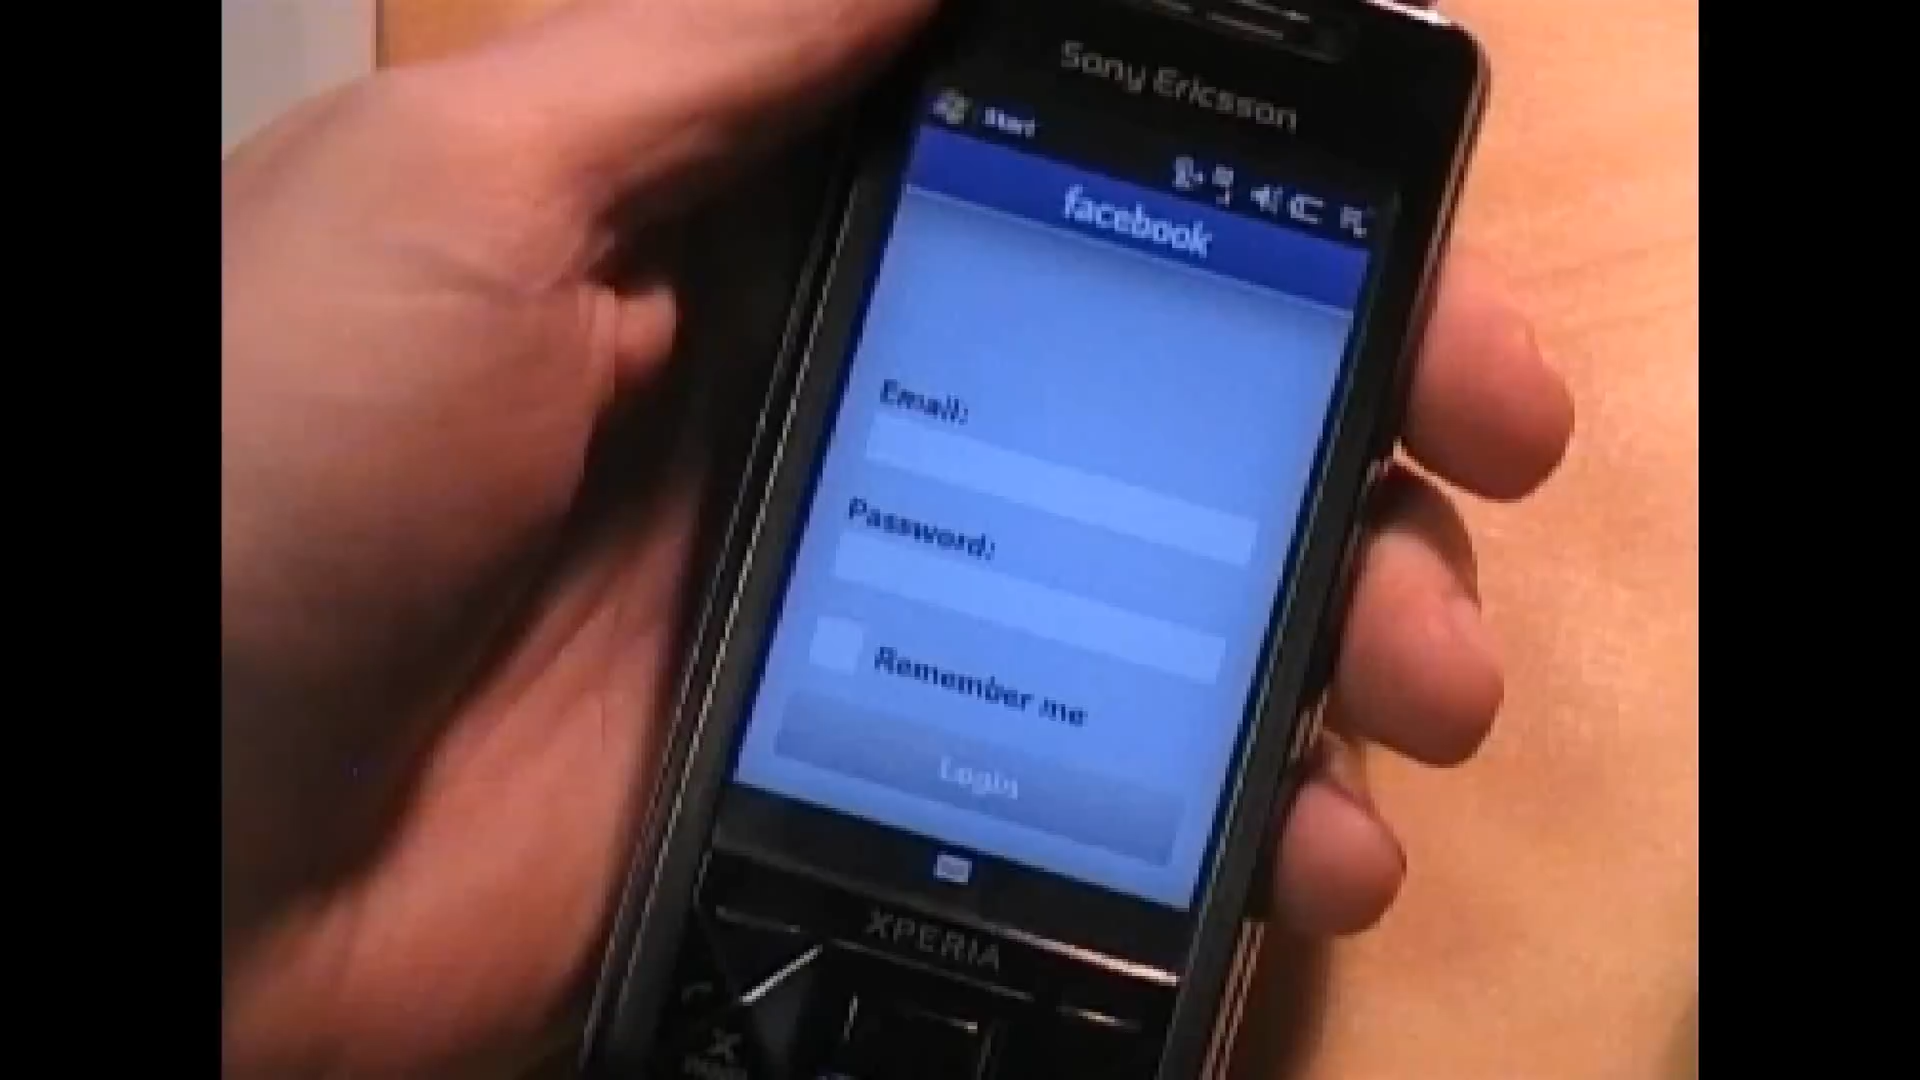 Sony Ericsson
Start
facebook
Email:
Password:
Remember me
Login
XPERIA
X